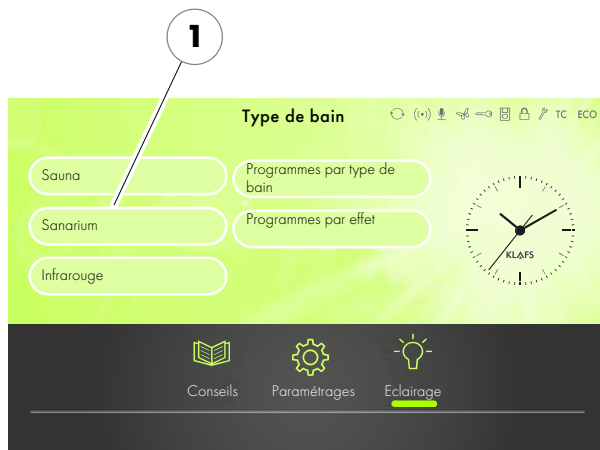 1
Type de bain
TC ECO
Sauna
Programmes par type de
bain
Sanarium
Programmes par effet
Infrarouge
KLAFS
Conseils
Paramétrages
Eclairage